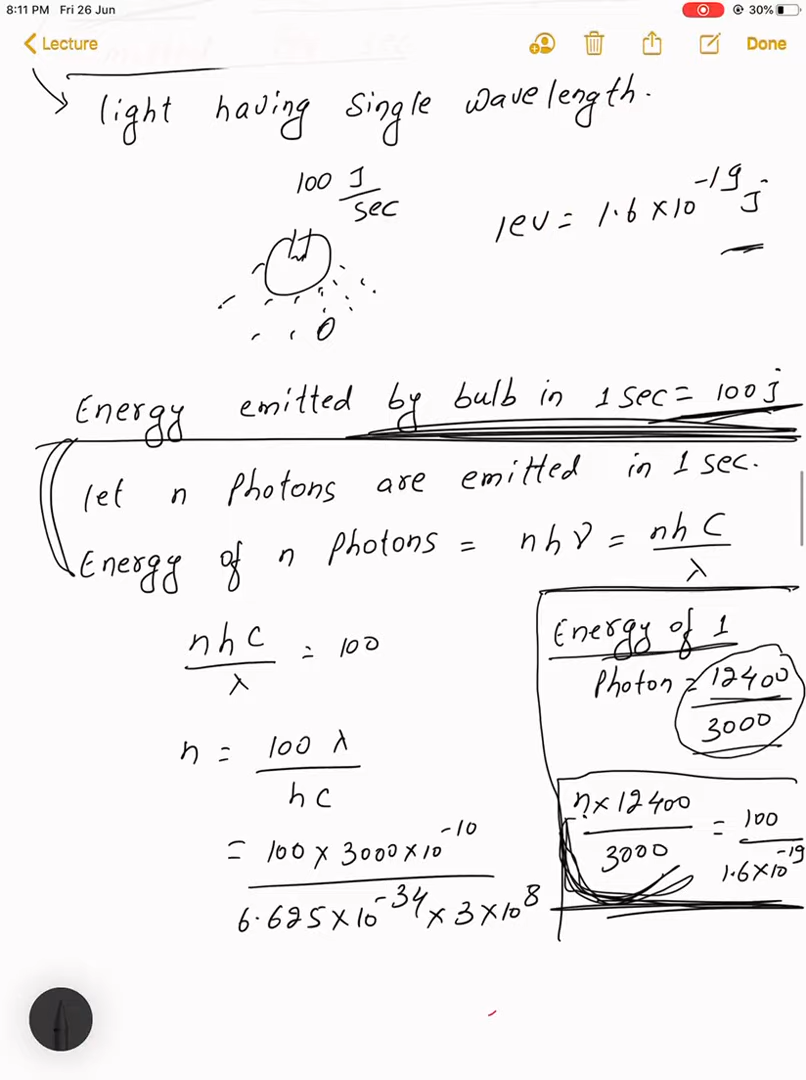 8:11 PM Fri 26 Jun
30%
Lecture
Done
light having single wavelength.
100 J/sec
1eV = 1.6 × 10^-19 J
Energy emitted by bulb in 1 sec = 100 j
let n Photons are emitted in 1 sec.
Energy of n Photons = nhν = nhC/λ
nhC/λ = 100
n = 100 λ/hC
= 100 × 3000 × 10^-10/6.625 × 10^-34 × 3 × 10^8
Energy of 1
Photon = 12400/3000
n × 12400/3000 = 100/1.6 × 10^-19